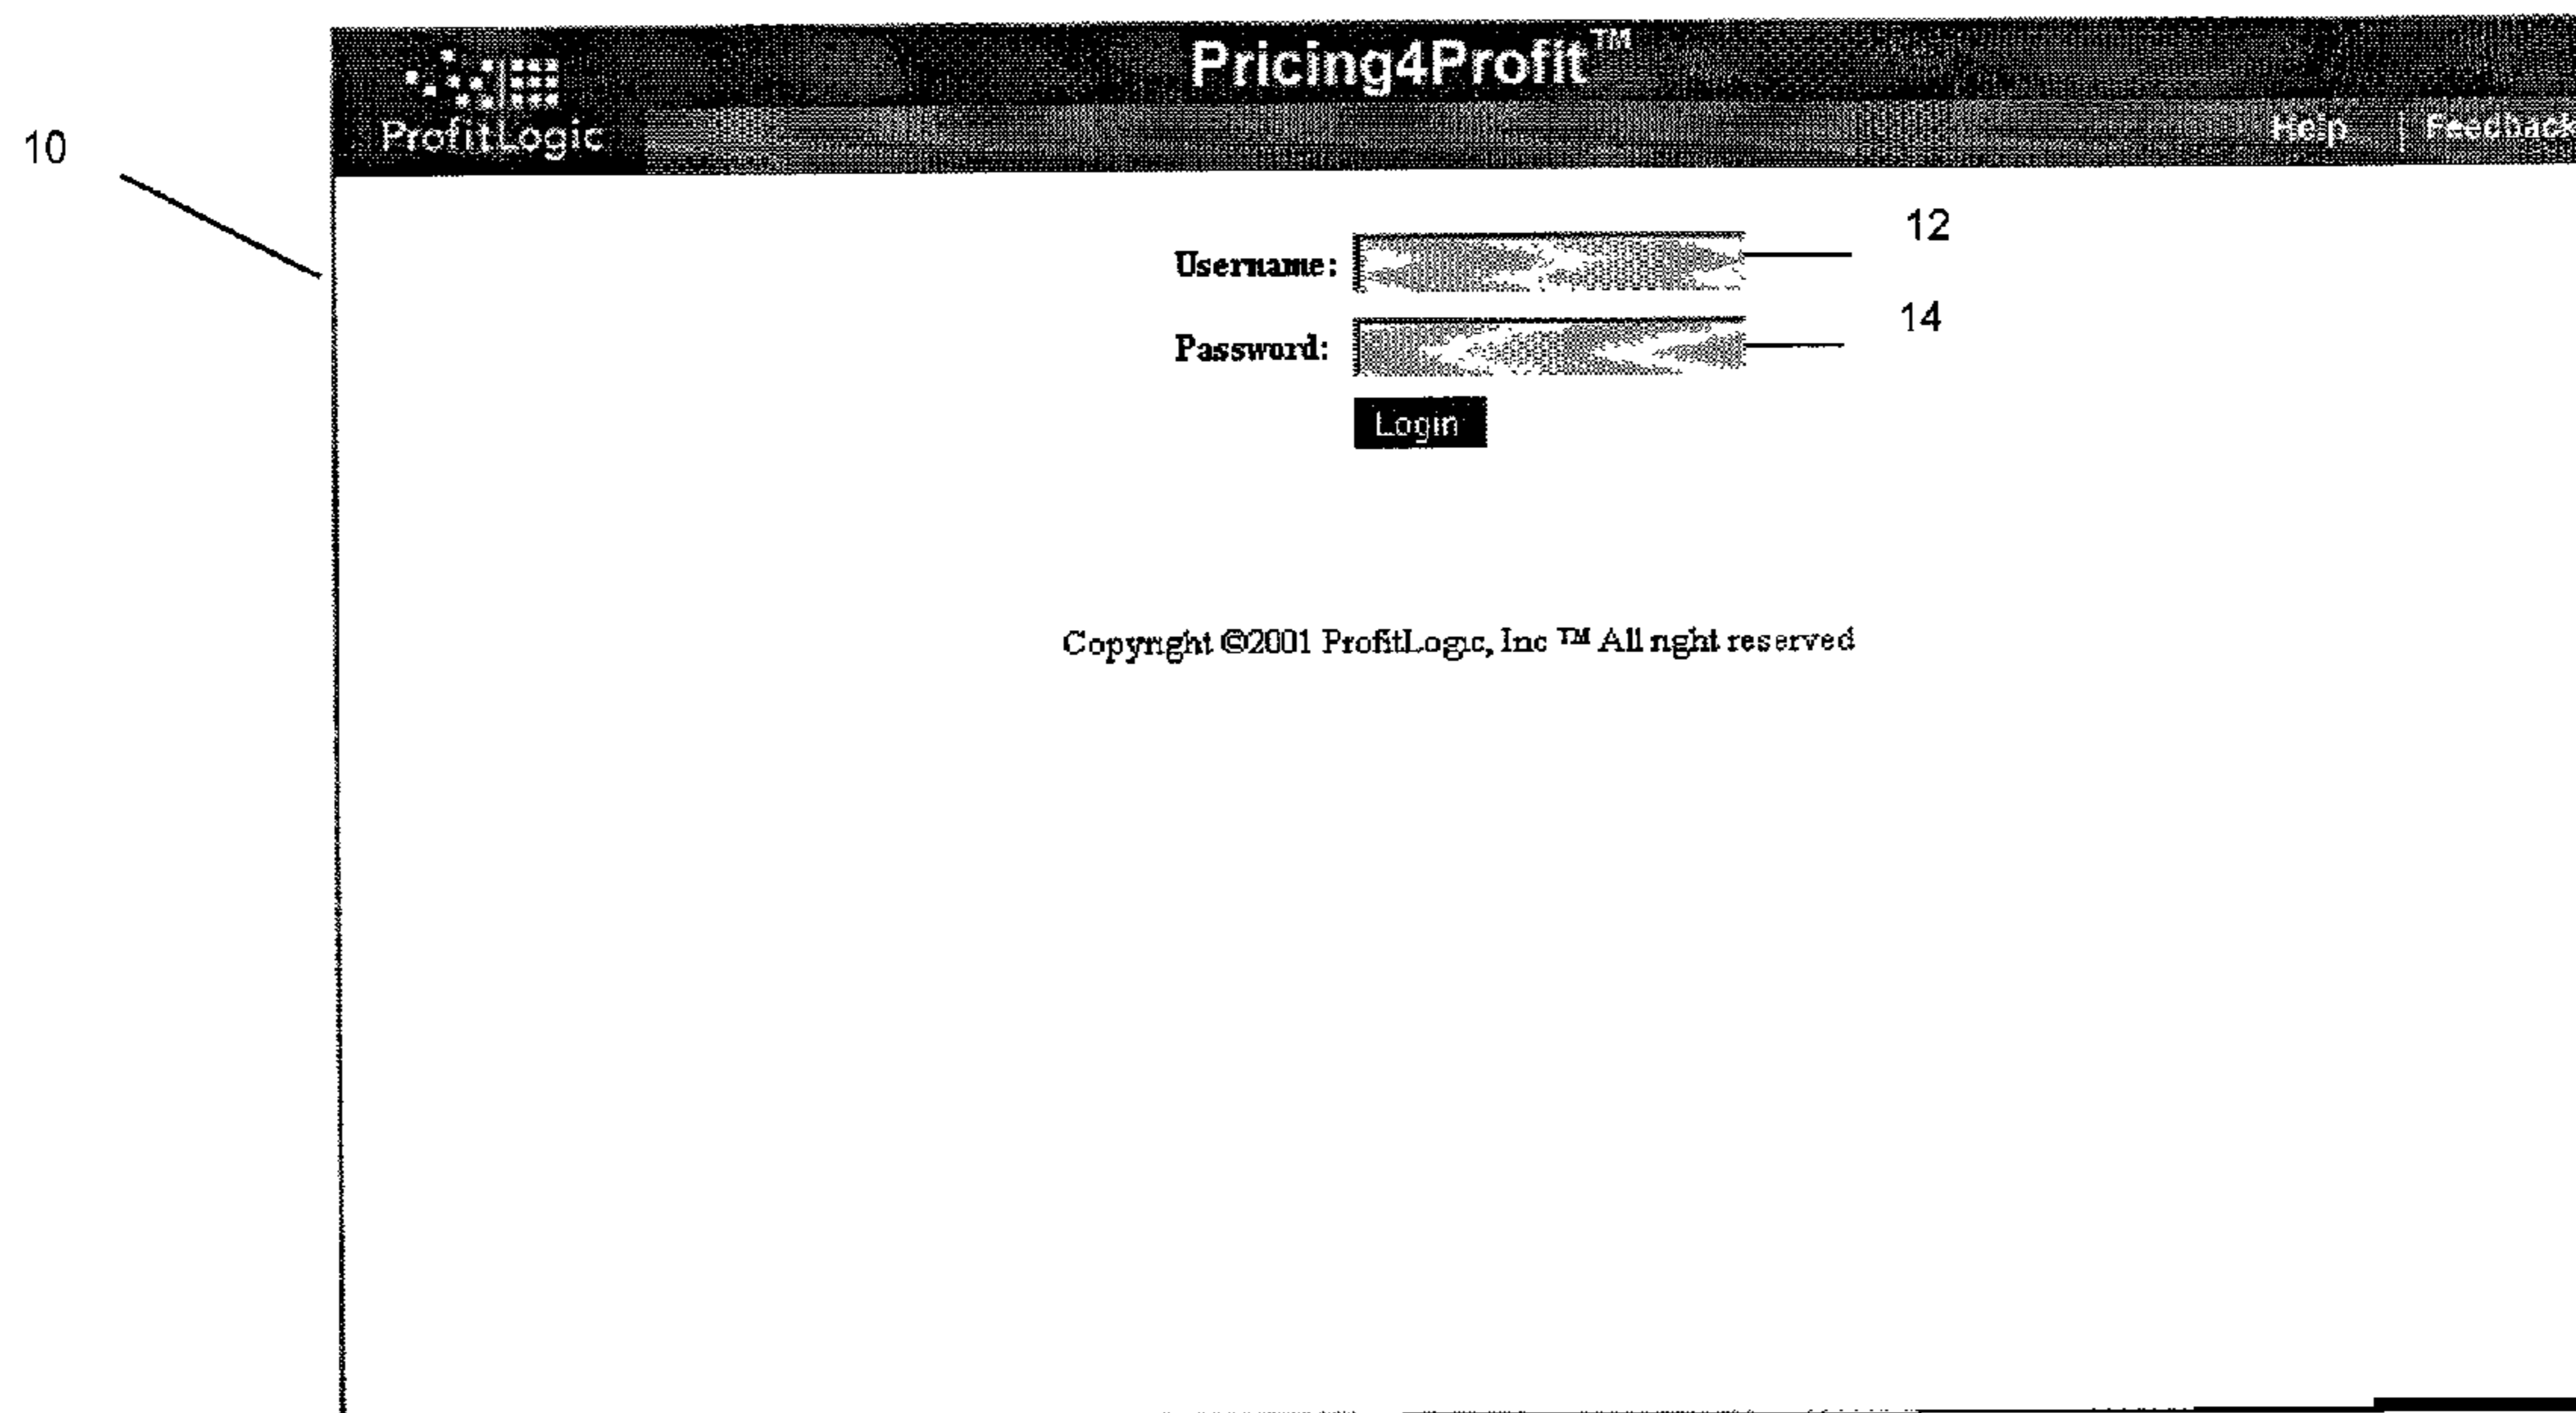 Pricing4Profit™
ProfitLogic
Help | Feedback
10
Username:
12
Password:
14
Login
Copyright ©2001 ProfitLogic, Inc ™ All right reserved